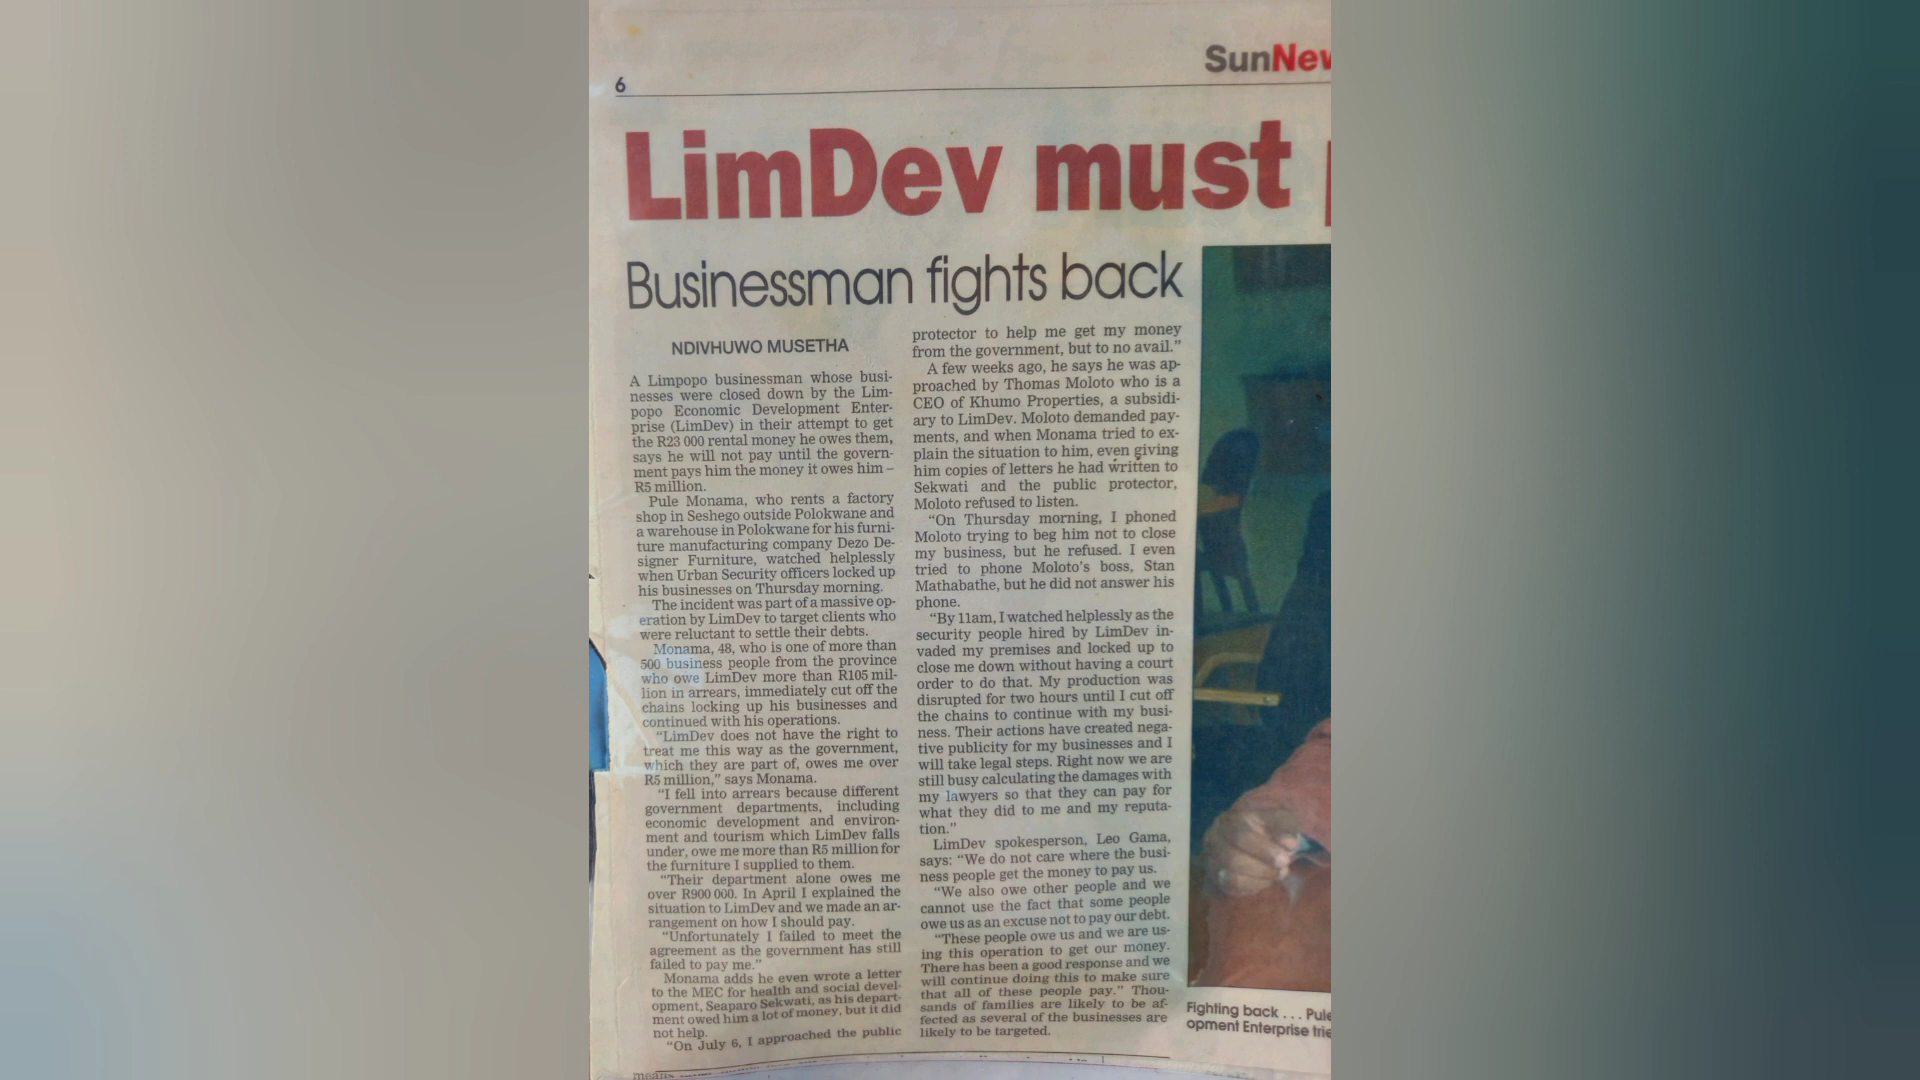 6
SunNew
LimDev must
Businessman fights back
NDIVHUWO MUSETHA
A Limpopo businessman whose busi-
nesses were closed down by the Lim-
popo Economic Development Enter-
prise (LimDev) in their attempt to get
the R23 000 rental money he owes them,
says he will not pay until the govern-
ment pays him the money it owes him –
R5 million.
Pule Monama, who rents a factory
shop in Seshego outside Polokwane and
a warehouse in Polokwane for his furni-
ture manufacturing company Dezo De-
signer Furniture, watched helplessly
when Urban Security officers locked up
his businesses on Thursday morning.
The incident was part of a massive op-
eration by LimDev to target clients who
were reluctant to settle their debts.
Monama, 48, who is one of more than
500 business people from the province
who owe LimDev more than R105 mil-
lion in arrears, immediately cut off the
chains locking up his businesses and
continued with his operations.
“LimDev does not have the right to
treat me this way as the government,
which they are part of, owes me over
R5 million,” says Monama.
“I fell into arrears because different
government departments, including
economic development and environ-
ment and tourism which LimDev falls
under, owe me more than R5 million for
the furniture I supplied to them.
“Their department alone owes me
over R900 000. In April I explained the
situation to LimDev and we made an ar-
rangement on how I should pay.
“Unfortunately I failed to meet the
agreement as the government has still
failed to pay me.”
Monama adds he even wrote a letter
to the MEC for health and social devel-
opment, Seaparo Sekwati, as his depart-
ment owed him a lot of money, but it did
not help.
“On July 6, I approached the public
protector to help me get my money
from the government, but to no avail.”
A few weeks ago, he says he was ap-
proached by Thomas Moloto who is a
CEO of Khumo Properties, a subsidi-
ary to LimDev. Moloto demanded pay-
ments, and when Monama tried to ex-
plain the situation to him, even giving
him copies of letters he had written to
Sekwati and the public protector,
Moloto refused to listen.
“On Thursday morning, I phoned
Moloto trying to beg him not to close
my business, but he refused. I even
tried to phone Moloto’s boss, Stan
Mathabathe, but he did not answer his
phone.
“By 11am, I watched helplessly as the
security people hired by LimDev in-
vaded my premises and locked up to
close me down without having a court
order to do that. My production was
disrupted for two hours until I cut off
the chains to continue with my busi-
ness. Their actions have created nega-
tive publicity for my businesses and I
will take legal steps. Right now we are
still busy calculating the damages with
my lawyers so that they can pay for
what they did to me and my reputa-
tion.”
LimDev spokesperson, Leo Gama,
says: “We do not care where the busi-
ness people get the money to pay us.
“We also owe other people and we
cannot use the fact that some people
owe us as an excuse not to pay our debt.
“These people owe us and we are us-
ing this operation to get our money.
There has been a good response and we
will continue doing this to make sure
that all of these people pay.” Thou-
sands of families are likely to be af-
fected as several of the businesses are
likely to be targeted.
Fighting back . . . Pule
opment Enterprise trie
means